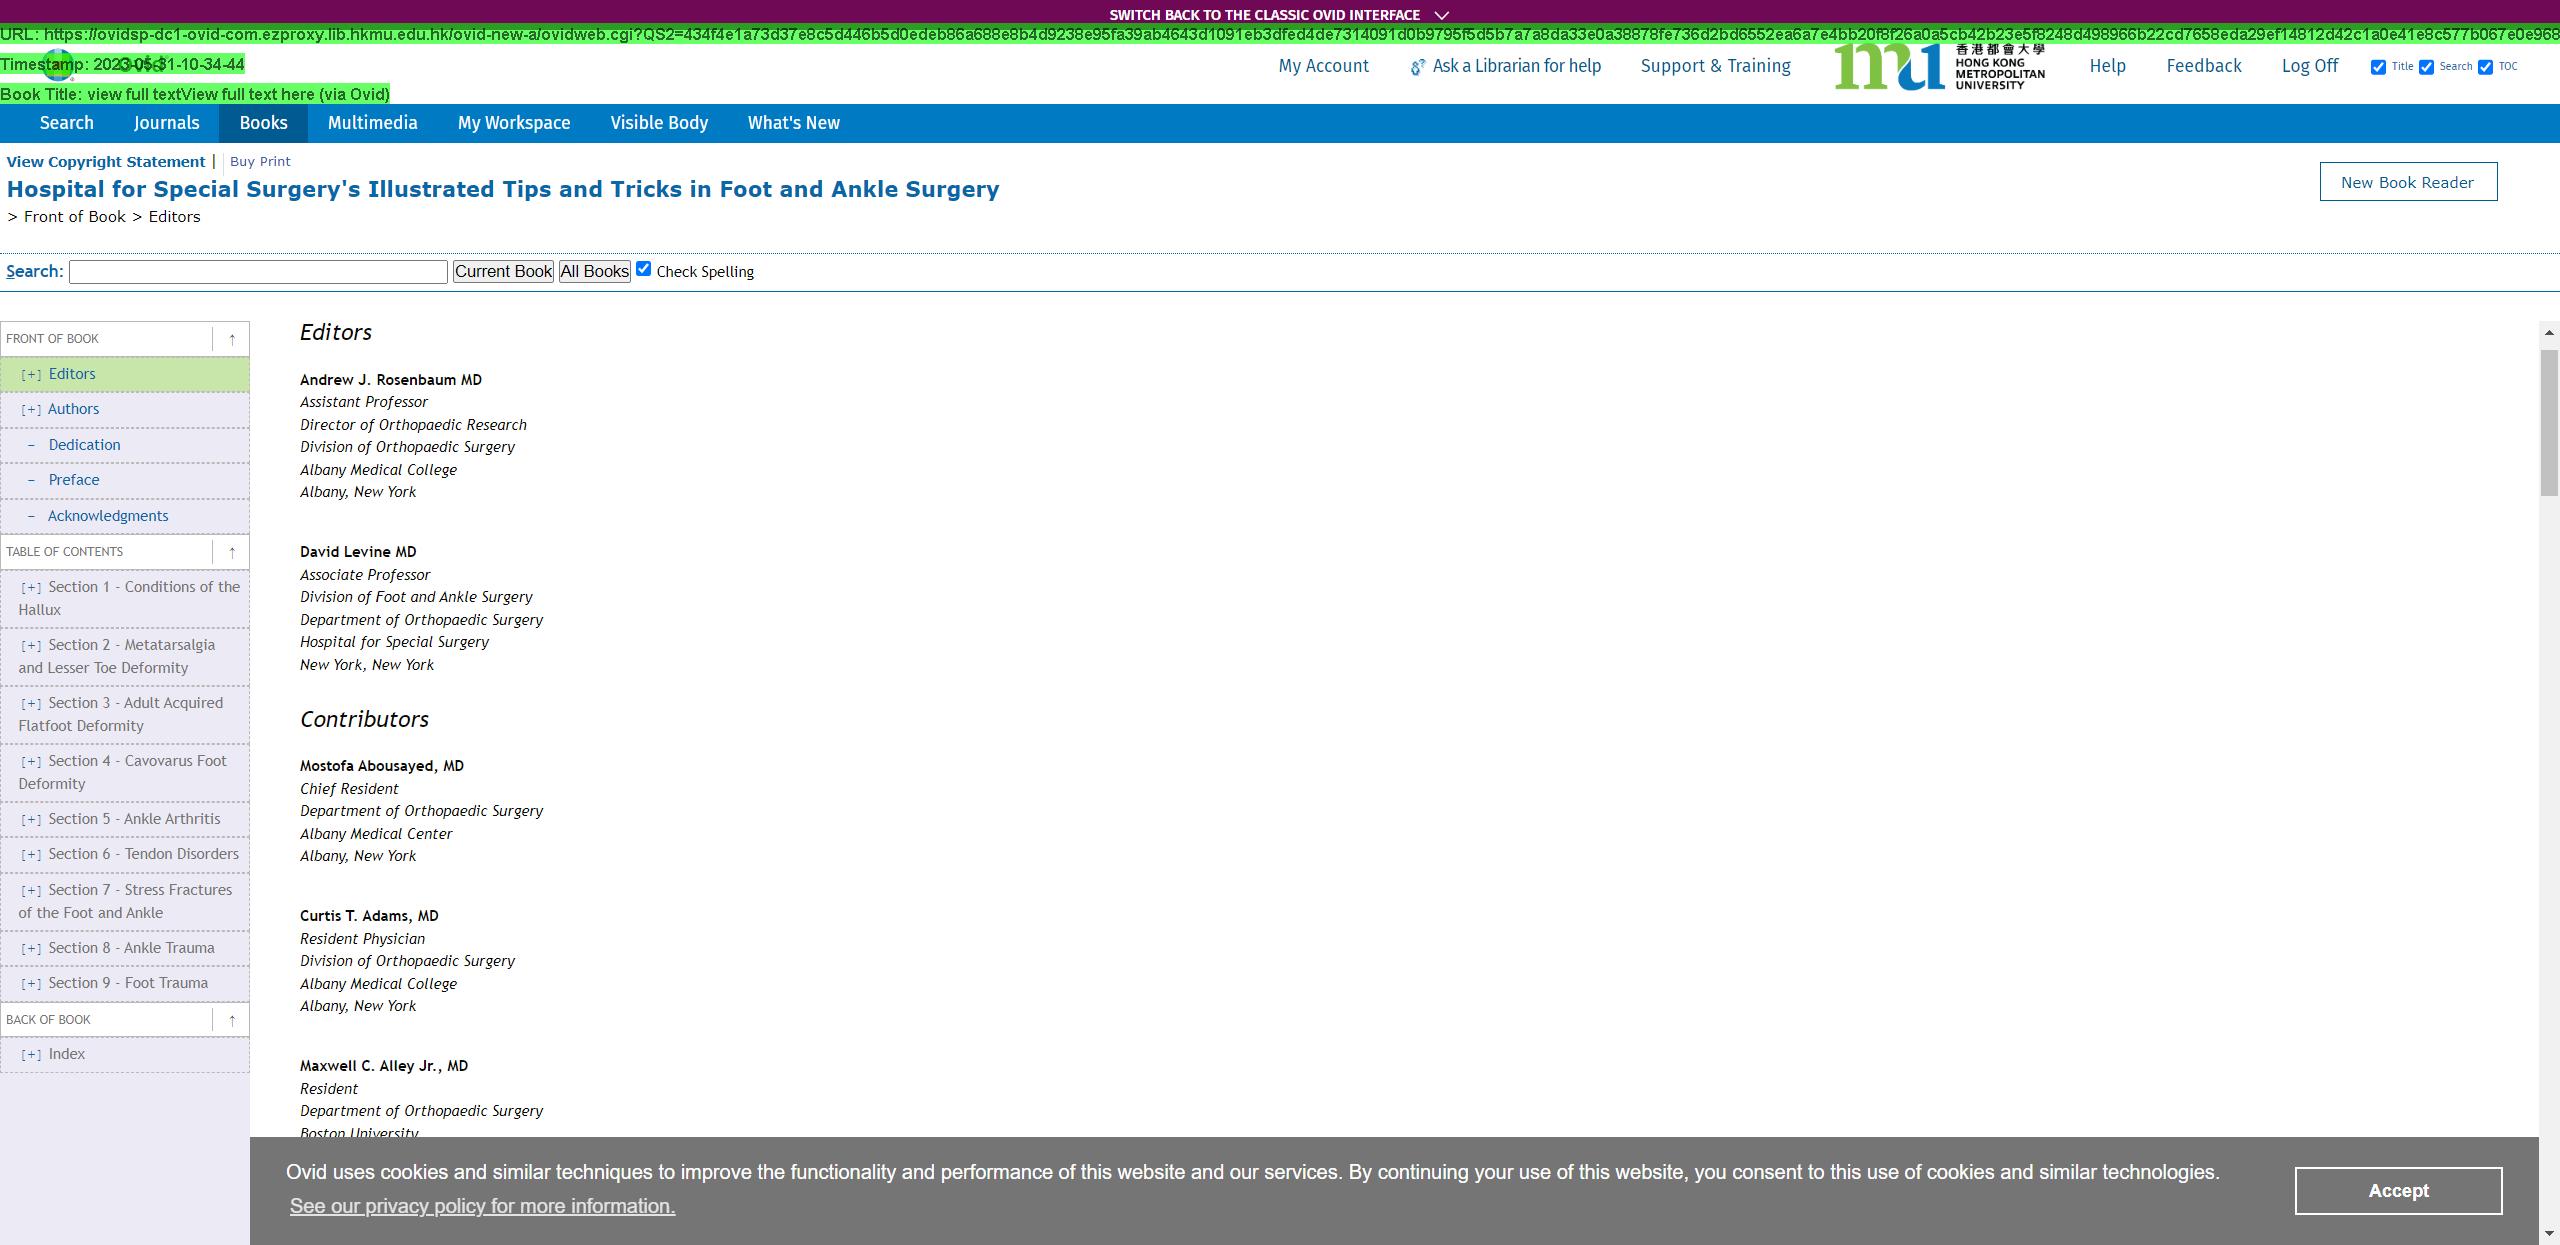 SWITCH BACK TO THE CLASSIC OVID INTERFACE
URL: https://ovidsp-dc1-ovid-com.ezproxy.lib.hkmu.edu.hk/ovid-new-a/ovidweb.cgi?QS2=434f4e1a73d37e8c5d446b5d0edeb86a688e8b4d9238e95fa39ab4643d1091eb3dfed4de7314091d0b9795f5d5b7a7a8da33e0a38878fe736d2bd6552ea6a7e4bb20f8f26a0a5cb42b23e5f8248d498966b22cd7658eda29ef14812d42c1a0e41e8c577b067e0e968
Timestamp: 2023-05-31-10-34-44
Book Title: view full textView full text here (via Ovid)
My Account Ask a Librarian for help Support & Training
mu
香港都會大學
HONG KONG
METROPOLITAN
UNIVERSITY
Help Feedback Log Off Title Search TOC
Search Journals Books Multimedia My Workspace Visible Body What's New
View Copyright Statement | Buy Print
Hospital for Special Surgery's Illustrated Tips and Tricks in Foot and Ankle Surgery
New Book Reader
> Front of Book > Editors
Search: Current Book All Books Check Spelling
FRONT OF BOOK ↑
[+] Editors
[+] Authors
– Dedication
– Preface
– Acknowledgments
TABLE OF CONTENTS ↑
[+] Section 1 - Conditions of the
Hallux
[+] Section 2 - Metatarsalgia
and Lesser Toe Deformity
[+] Section 3 - Adult Acquired
Flatfoot Deformity
[+] Section 4 - Cavovarus Foot
Deformity
[+] Section 5 - Ankle Arthritis
[+] Section 6 - Tendon Disorders
[+] Section 7 - Stress Fractures
of the Foot and Ankle
[+] Section 8 - Ankle Trauma
[+] Section 9 - Foot Trauma
BACK OF BOOK ↑
[+] Index
Editors
Andrew J. Rosenbaum MD
Assistant Professor
Director of Orthopaedic Research
Division of Orthopaedic Surgery
Albany Medical College
Albany, New York
David Levine MD
Associate Professor
Division of Foot and Ankle Surgery
Department of Orthopaedic Surgery
Hospital for Special Surgery
New York, New York
Contributors
Mostofa Abousayed, MD
Chief Resident
Department of Orthopaedic Surgery
Albany Medical Center
Albany, New York
Curtis T. Adams, MD
Resident Physician
Division of Orthopaedic Surgery
Albany Medical College
Albany, New York
Maxwell C. Alley Jr., MD
Resident
Department of Orthopaedic Surgery
Boston University
Ovid uses cookies and similar techniques to improve the functionality and performance of this website and our services. By continuing your use of this website, you consent to this use of cookies and similar technologies.
See our privacy policy for more information.
Accept